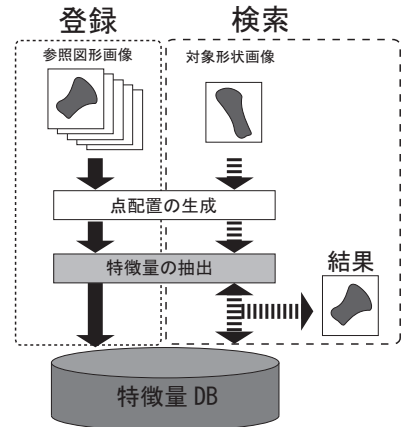 登録
検索
参照図形画像
対象形状画像
点配置の生成
特徴量の抽出
結果
特徴量 DB